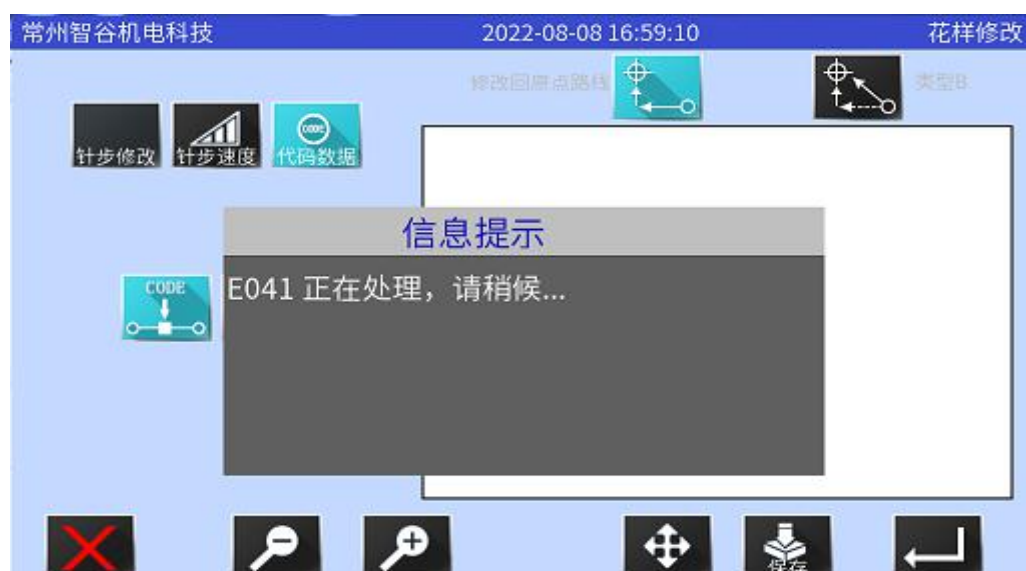 常州智谷机电科技 2022-08-08 16:59:10 花样修改
修改回原点路线 类型B
针步修改 针步速度 CODE 代码数据
信息提示
CODE
E041 正在处理，请稍候...
保存